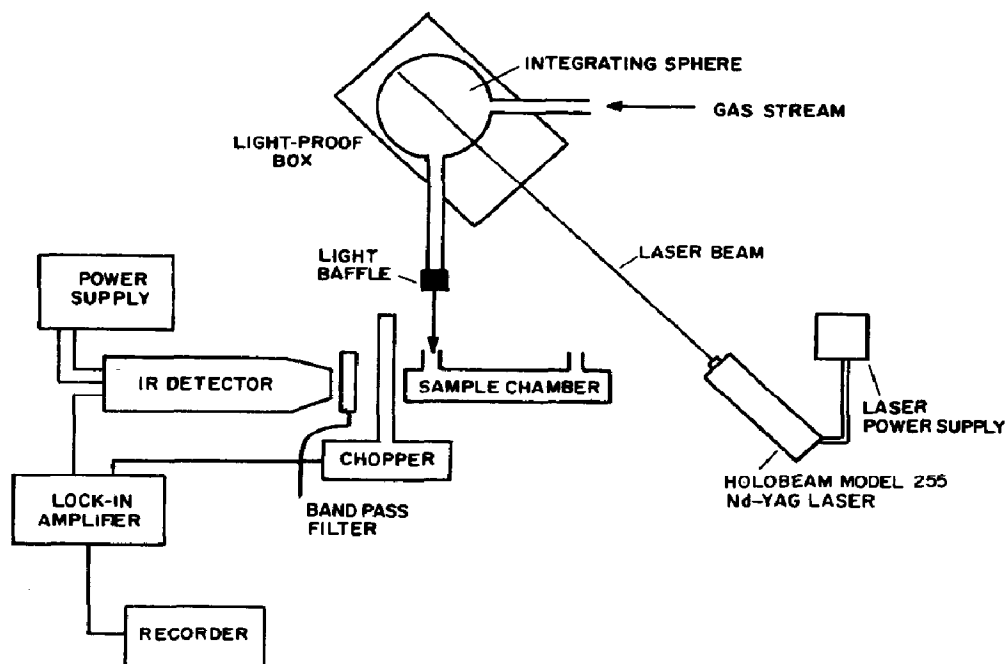 INTEGRATING SPHERE
GAS STREAM
LIGHT-PROOF
BOX
LIGHT
BAFFLE
LASER BEAM
POWER
SUPPLY
IR DETECTOR
SAMPLE CHAMBER
LASER
POWER SUPPLY
CHOPPER
HOLOBEAM MODEL 255
Nd-YAG LASER
LOCK-IN
AMPLIFIER
BAND PASS
FILTER
RECORDER